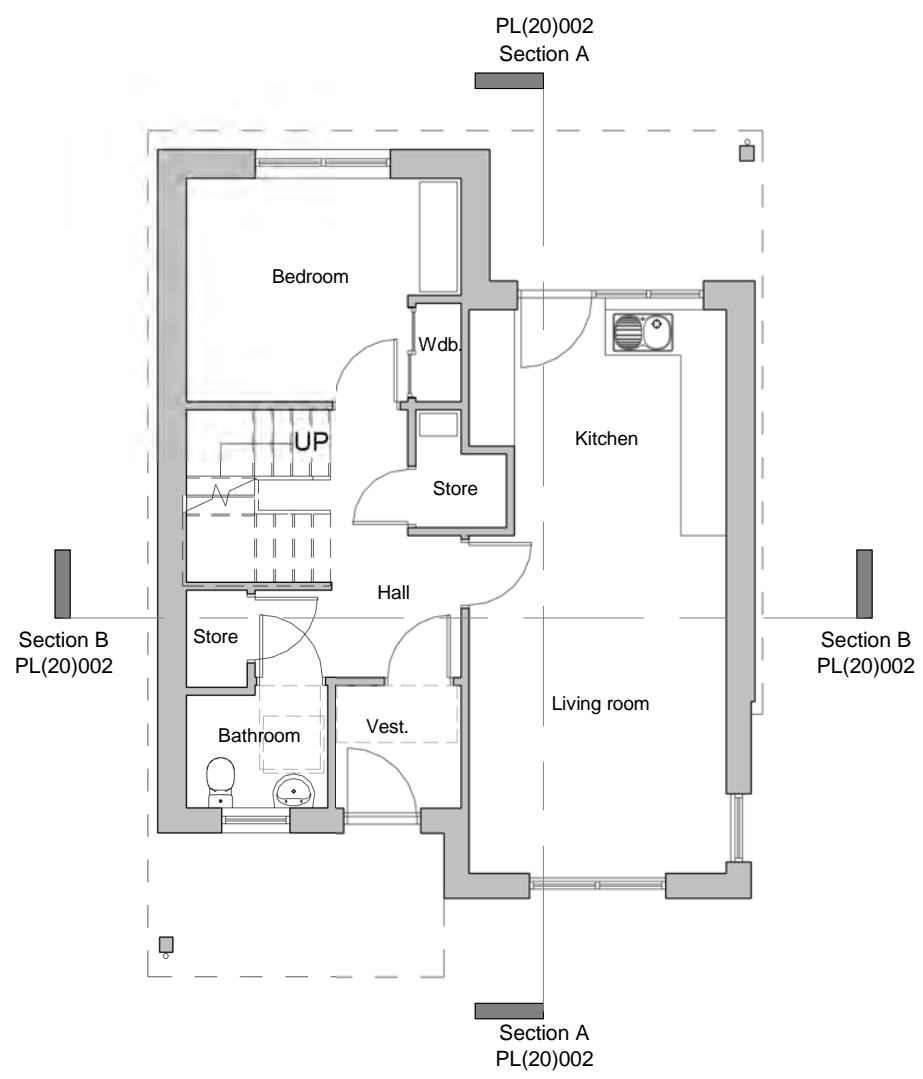 PL(20)002
Section A
Bedroom
Wdb.
UP
Kitchen
Store
Hall
Store
Section B
PL(20)002
Section B
PL(20)002
Living room
Bathroom
Vest.
Section A
PL(20)002